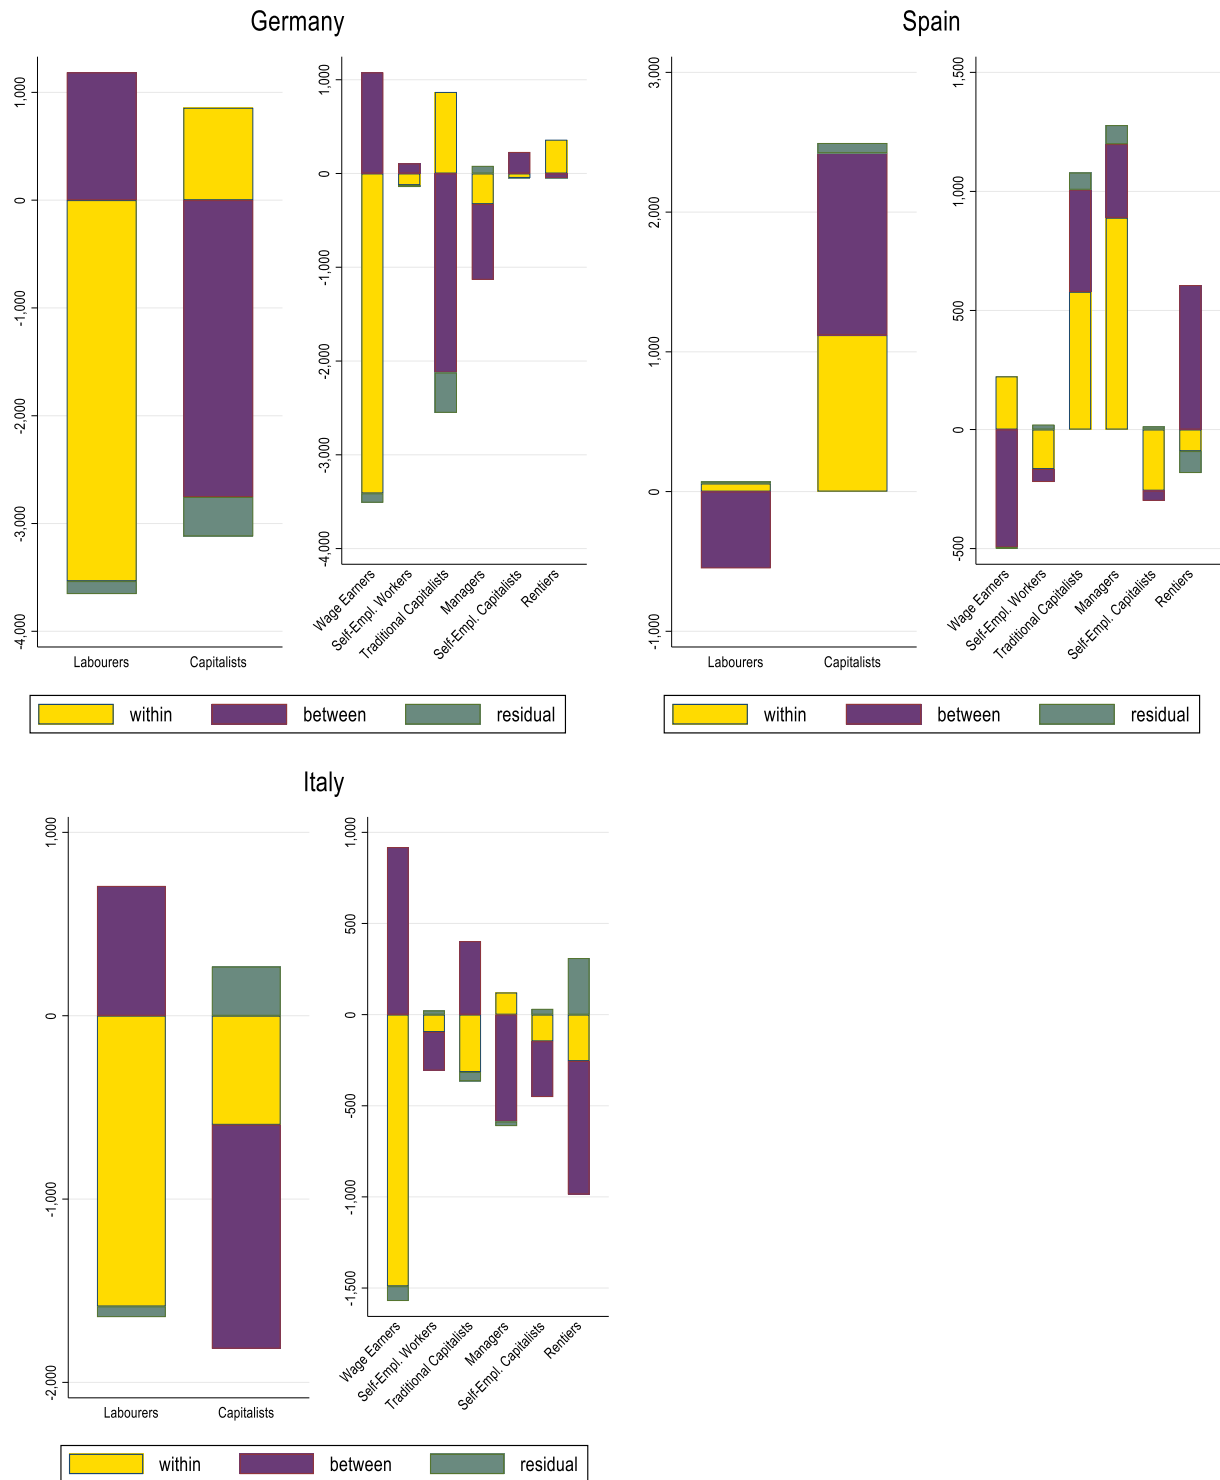 Germany
1,000
0
-1,000
-2,000
-3,000
-4,000
Labourers
Capitalists
1,000
0
-1,000
-2,000
-3,000
-4,000
Wage Earners
Self-Empl. Workers
Traditional Capitalists
Managers
Self-Empl. Capitalists
Rentiers
within
between
residual
Spain
3,000
2,000
1,000
0
-1,000
Labourers
Capitalists
1,500
1,000
500
0
-500
Wage Earners
Self-Empl. Workers
Traditional Capitalists
Managers
Self-Empl. Capitalists
Rentiers
within
between
residual
Italy
1,000
0
-1,000
-2,000
Labourers
Capitalists
1,000
500
0
-500
-1,000
-1,500
Wage Earners
Self-Empl. Workers
Traditional Capitalists
Managers
Self-Empl. Capitalists
Rentiers
within
between
residual